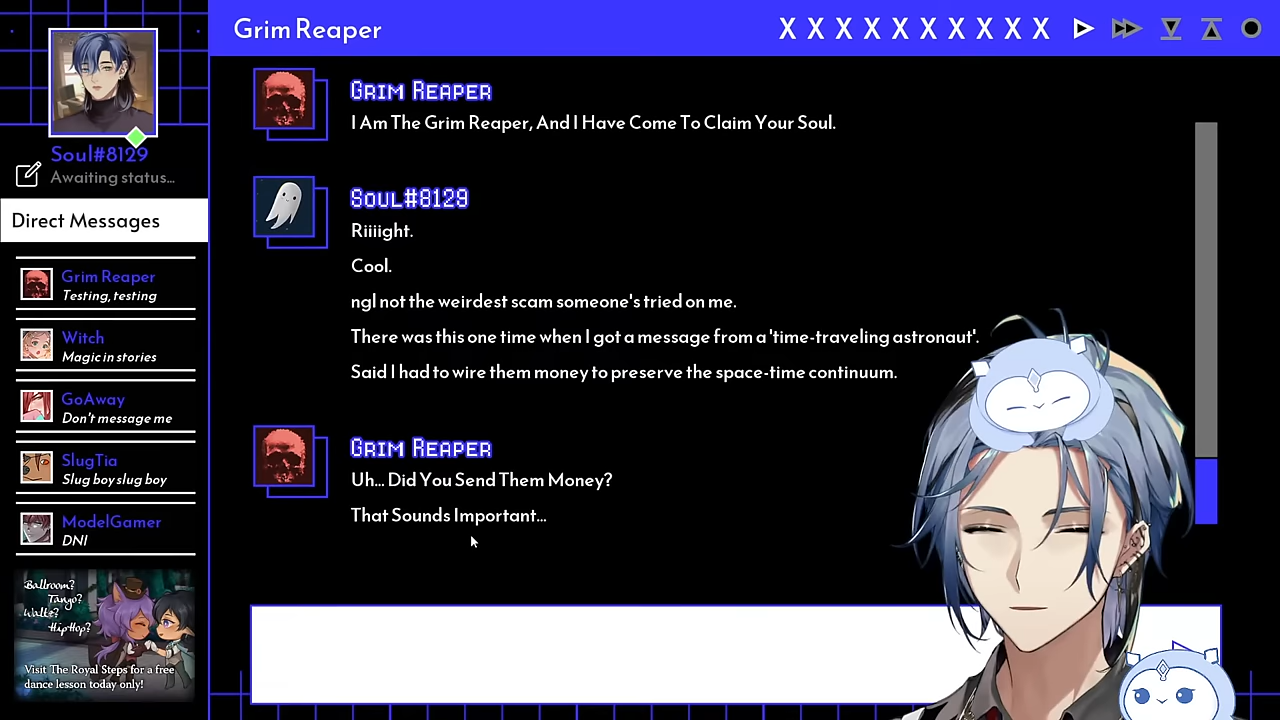 Grim Reaper
X X X X X X X X X X
Soul#8129
Awaiting status...
Direct Messages
Grim Reaper
Testing, testing
Witch
Magic in stories
GoAway
Don't message me
SlugTia
Slug boy slug boy
ModelGamer
DNI
Ballroom?
Tango?
Waltz?
Hip Hop?
Visit The Royal Steps for a free
dance lesson today only!
Grim Reaper
I Am The Grim Reaper, And I Have Come To Claim Your Soul.
Soul#8129
Riiiight.
Cool.
ngl not the weirdest scam someone's tried on me.
There was this one time when I got a message from a 'time-traveling astronaut'.
Said I had to wire them money to preserve the space-time continuum.
Grim Reaper
Uh... Did You Send Them Money?
That Sounds Important...